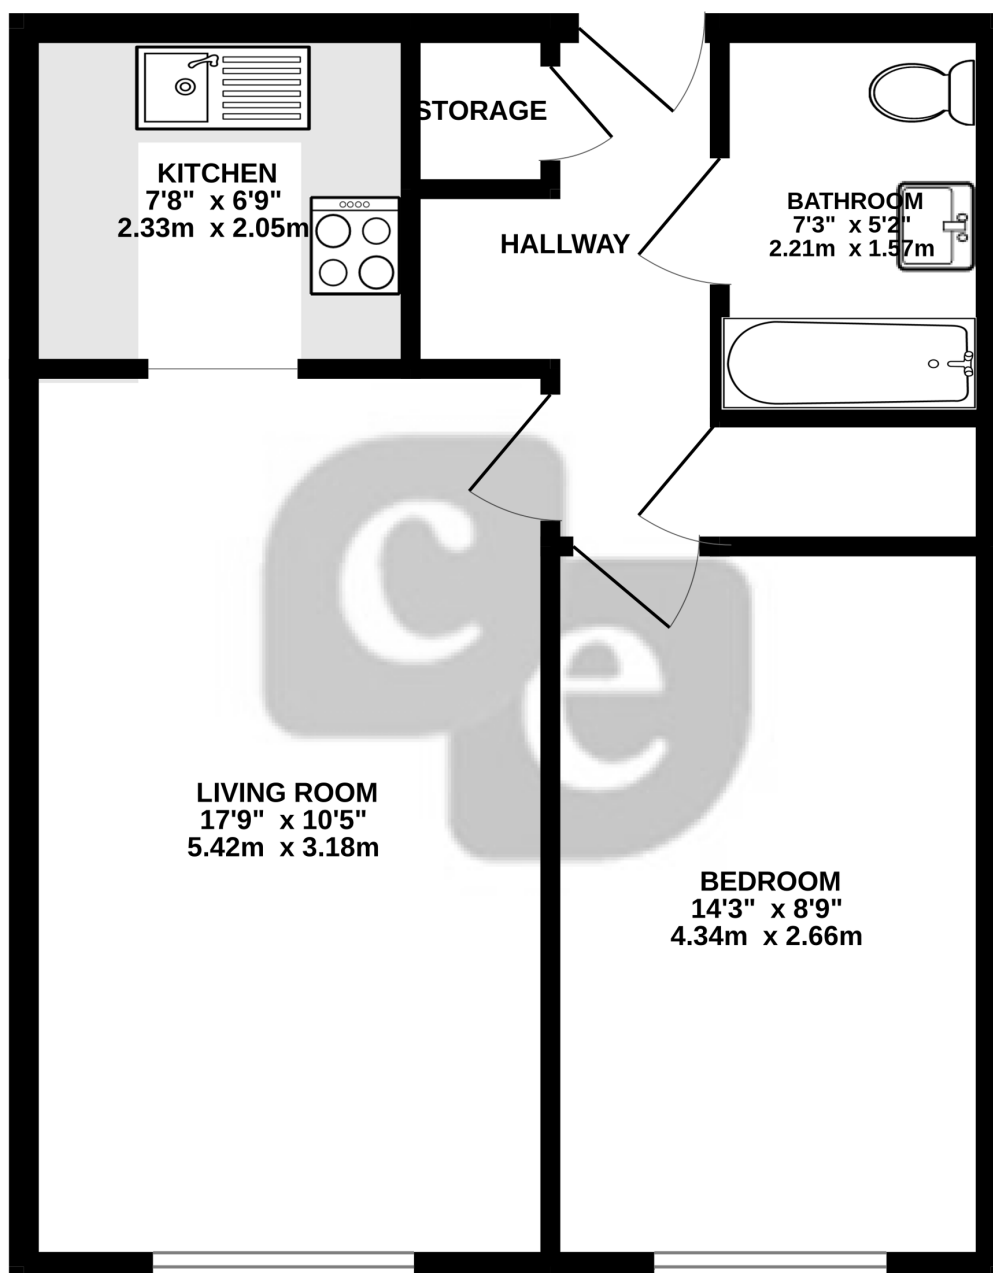 STORAGE
KITCHEN
7'8" x 6'9"
2.33m x 2.05m
BATHROOM
7'3" x 5'2"
2.21m x 1.57m
HALLWAY
ce
LIVING ROOM
17'9" x 10'5"
5.42m x 3.18m
BEDROOM
14'3" x 8'9"
4.34m x 2.66m